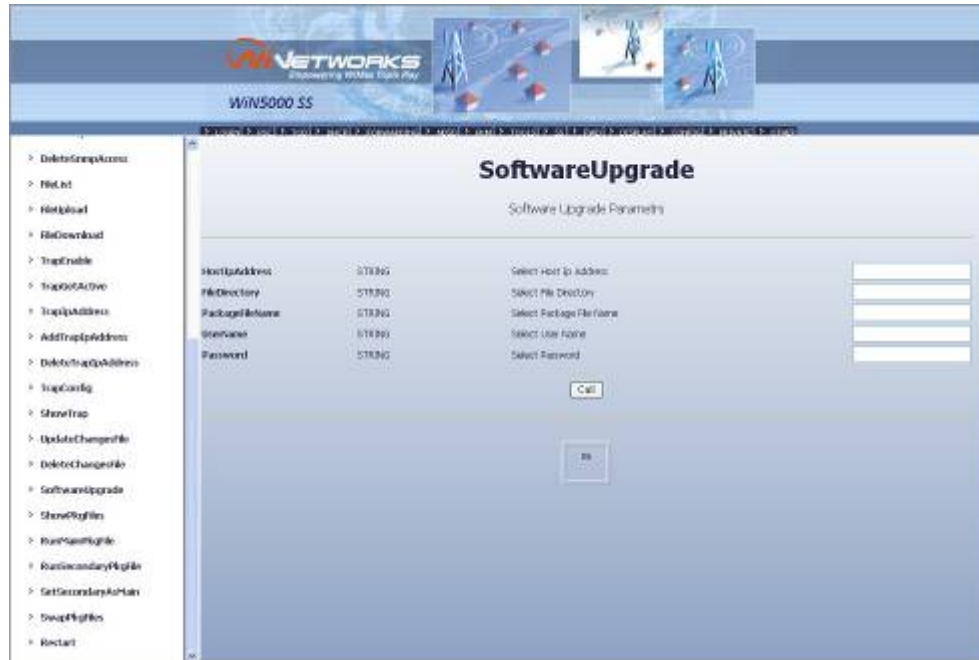 WiNetworks
Empowering WiMax Triple Play
WiN5000 SS
DeleteSnmpAccess
FileList
FileUpload
FileDownload
TrapEnable
TrapSetActive
TrapIpAddress
AddTrapIpAddress
DeleteTrapIpAddress
TrapConfig
ShowTrap
UpdateChangesFile
DeleteChangesFile
SoftwareUpgrade
ShowPkgFiles
RunMainPkgFile
RunSecondaryPkgFile
SetSecondaryAsMain
SwapPkgFiles
Restart
SoftwareUpgrade
Software Upgrade Parametrs
HostIpAddress STRING Select Host Ip Address
FileDirectory STRING Select File Directory
PackageFileName STRING Select Package File Name
UserName STRING Select User Name
Password STRING Select Password
Call